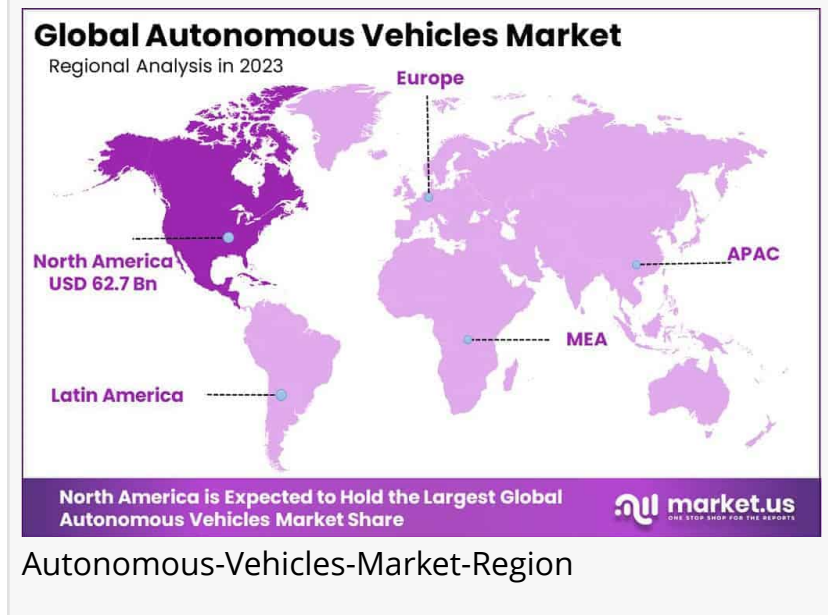 Global Autonomous Vehicles Market
Regional Analysis in 2023
Europe
North America
USD 62.7 Bn
APAC
MEA
Latin America
North America is Expected to Hold the Largest Global
Autonomous Vehicles Market Share
market.us
ONE STOP SHOP FOR THE REPORTS
Autonomous-Vehicles-Market-Region